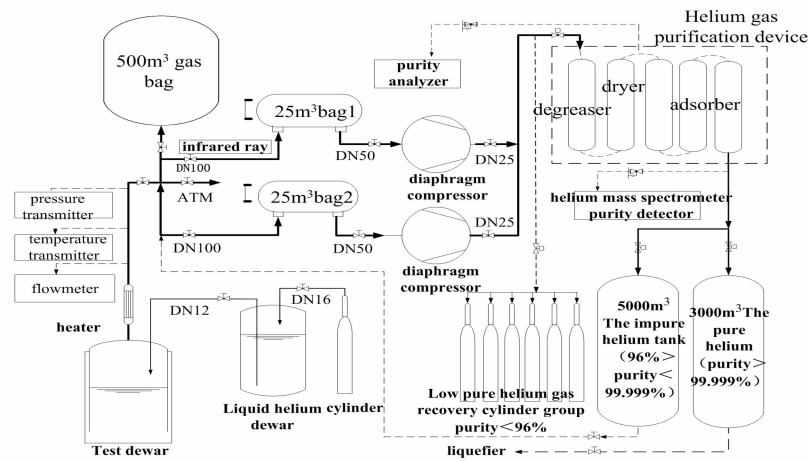 Helium gas
purification device
500m³ gas
bag
purity
analyzer
dryer
degreaser
adsorber
25m³bag1
infrared ray
DN100
DN50
DN25
diaphragm
compressor
ATM
pressure
transmitter
25m³bag2
DN25
helium mass spectrometer
purity detector
temperature
transmitter
DN100
DN50
diaphragm
compressor
flowmeter
heater
DN12
DN16
5000m³
The impure
helium tank
（96%＞
purity＜
99.999%）
3000m³The
pure
helium
（purity＞
99.999%）
Liquid helium
dewar
cylinder
Low pure helium gas
recovery cylinder group
purity＜96%
Test dewar
liquefier